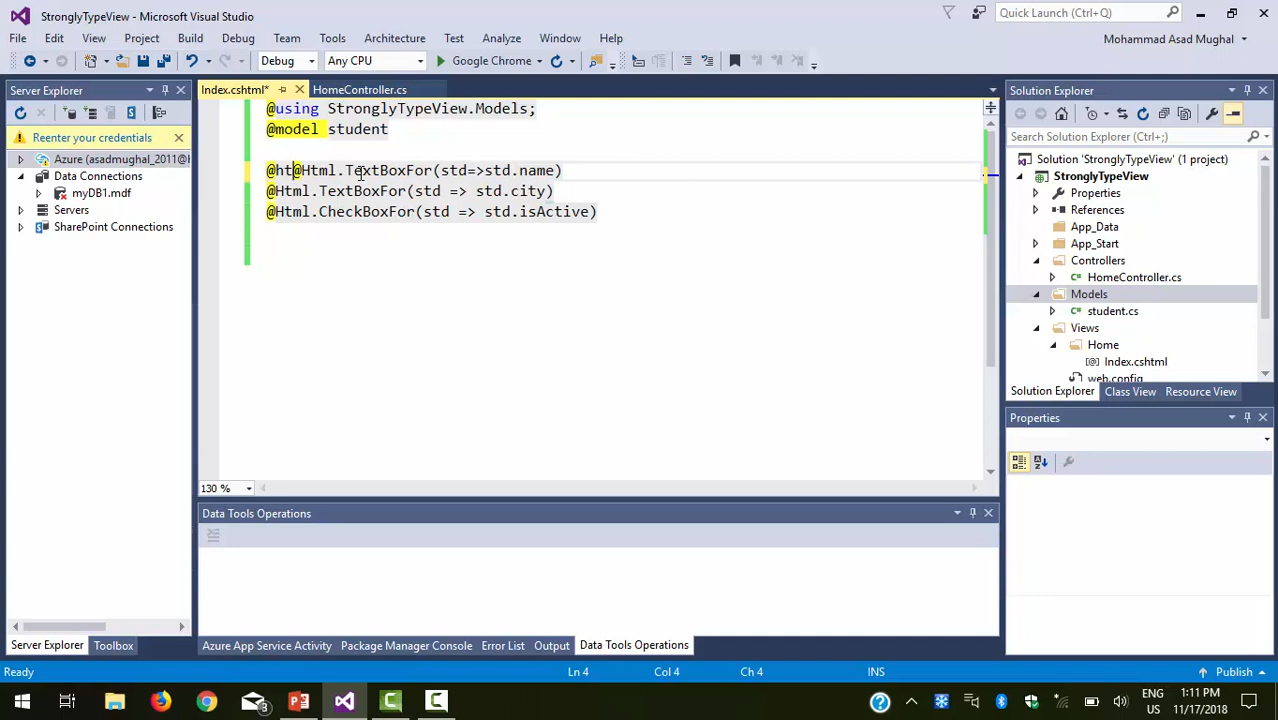 StronglyTypeView - Microsoft Visual Studio
Quick Launch (Ctrl+Q)
File Edit View Project Build Debug Team Tools Architecture Test Analyze Window Help
Mohammad Asad Mughal
Debug Any CPU Google Chrome
Server Explorer
Reenter your credentials
Azure (asadmughal_2011@
Data Connections
myDB1.mdf
Servers
SharePoint Connections
Server Explorer Toolbox
Index.cshtml* HomeController.cs
@using StronglyTypeView.Models;
@model student
@ht@Html.TextBoxFor(std=>std.name)
@Html.TextBoxFor(std => std.city)
@Html.CheckBoxFor(std => std.isActive)
130 %
Data Tools Operations
Azure App Service Activity Package Manager Console Error List Output Data Tools Operations
Solution Explorer
Search Solution Explorer (Ctrl+;)
Solution 'StronglyTypeView' (1 project)
StronglyTypeView
Properties
References
App_Data
App_Start
Controllers
C# HomeController.cs
Models
C# student.cs
Views
Home
[@] Index.cshtml
web.config
Solution Explorer Class View Resource View
Properties
Ready Ln 4 Col 4 Ch 4 INS Publish
3
ENG
US
1:11 PM
11/17/2018